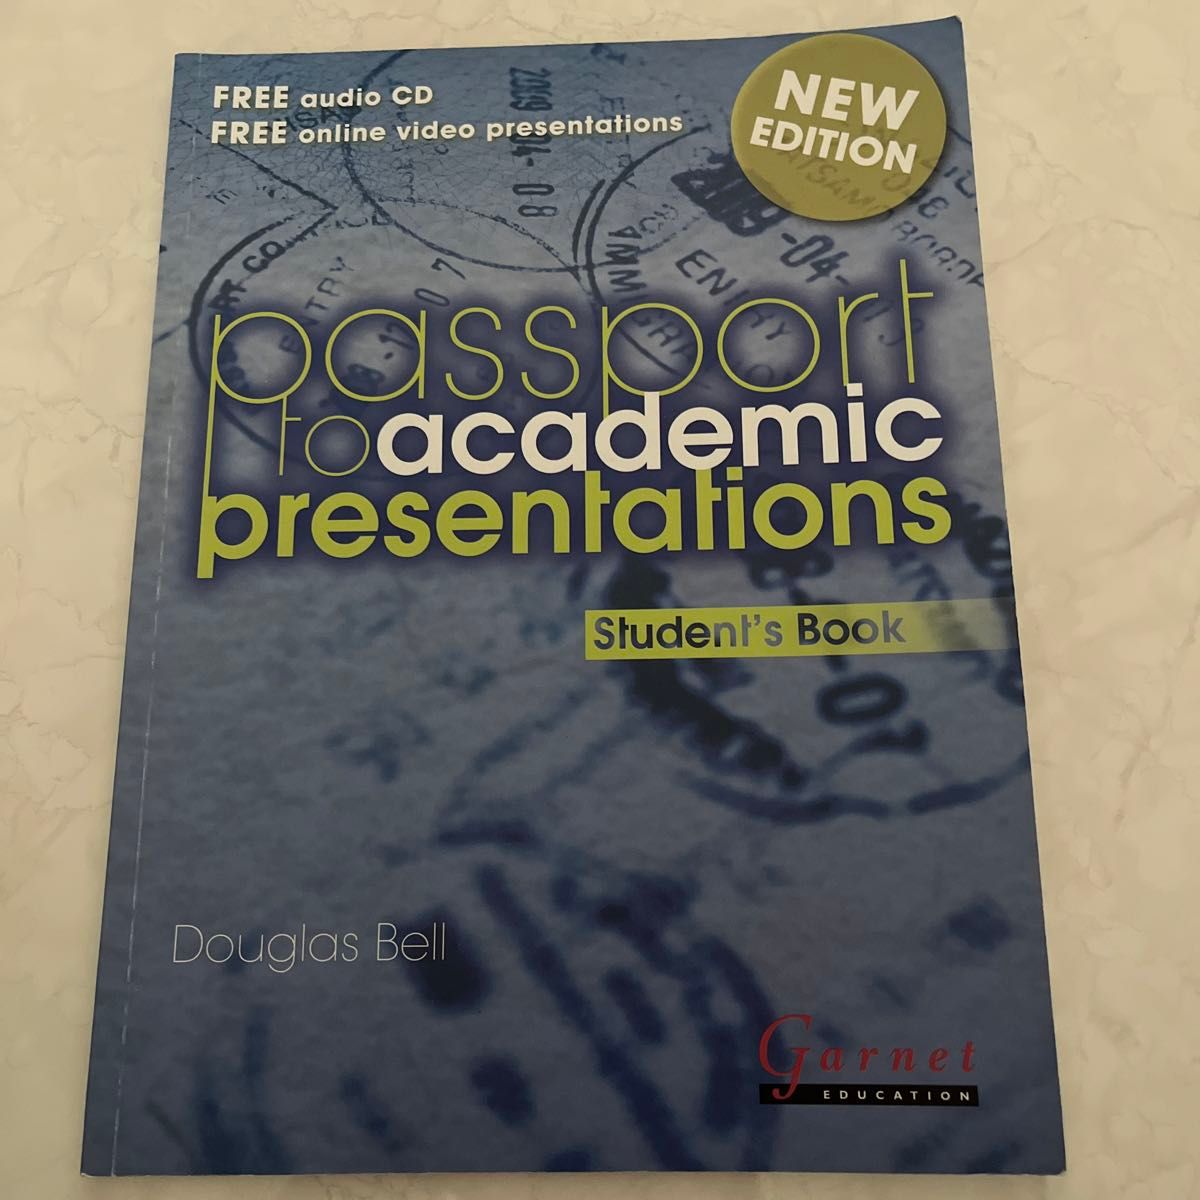 FREE audio CD
FREE online video presentations
NEW
EDITION
passport
to academic
presentations
Student's Book
Douglas Bell
Garnet
EDUCATION
ENTRY